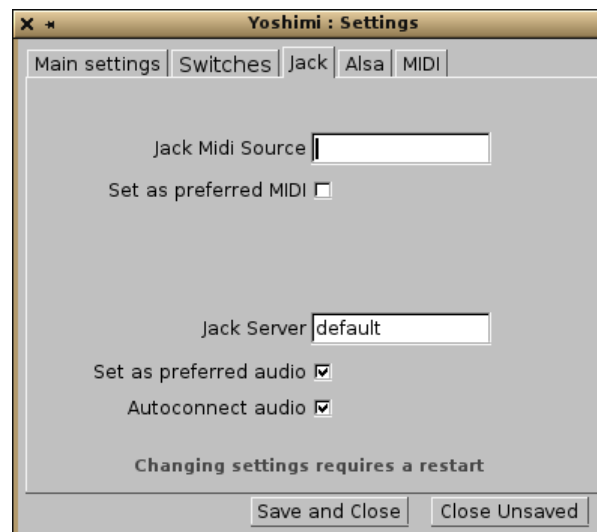 Yoshimi : Settings
Main settings Switches Jack Alsa MIDI
Jack Midi Source
Set as preferred MIDI
Jack Server default
Set as preferred audio
Autoconnect audio
Changing settings requires a restart
Save and Close Close Unsaved